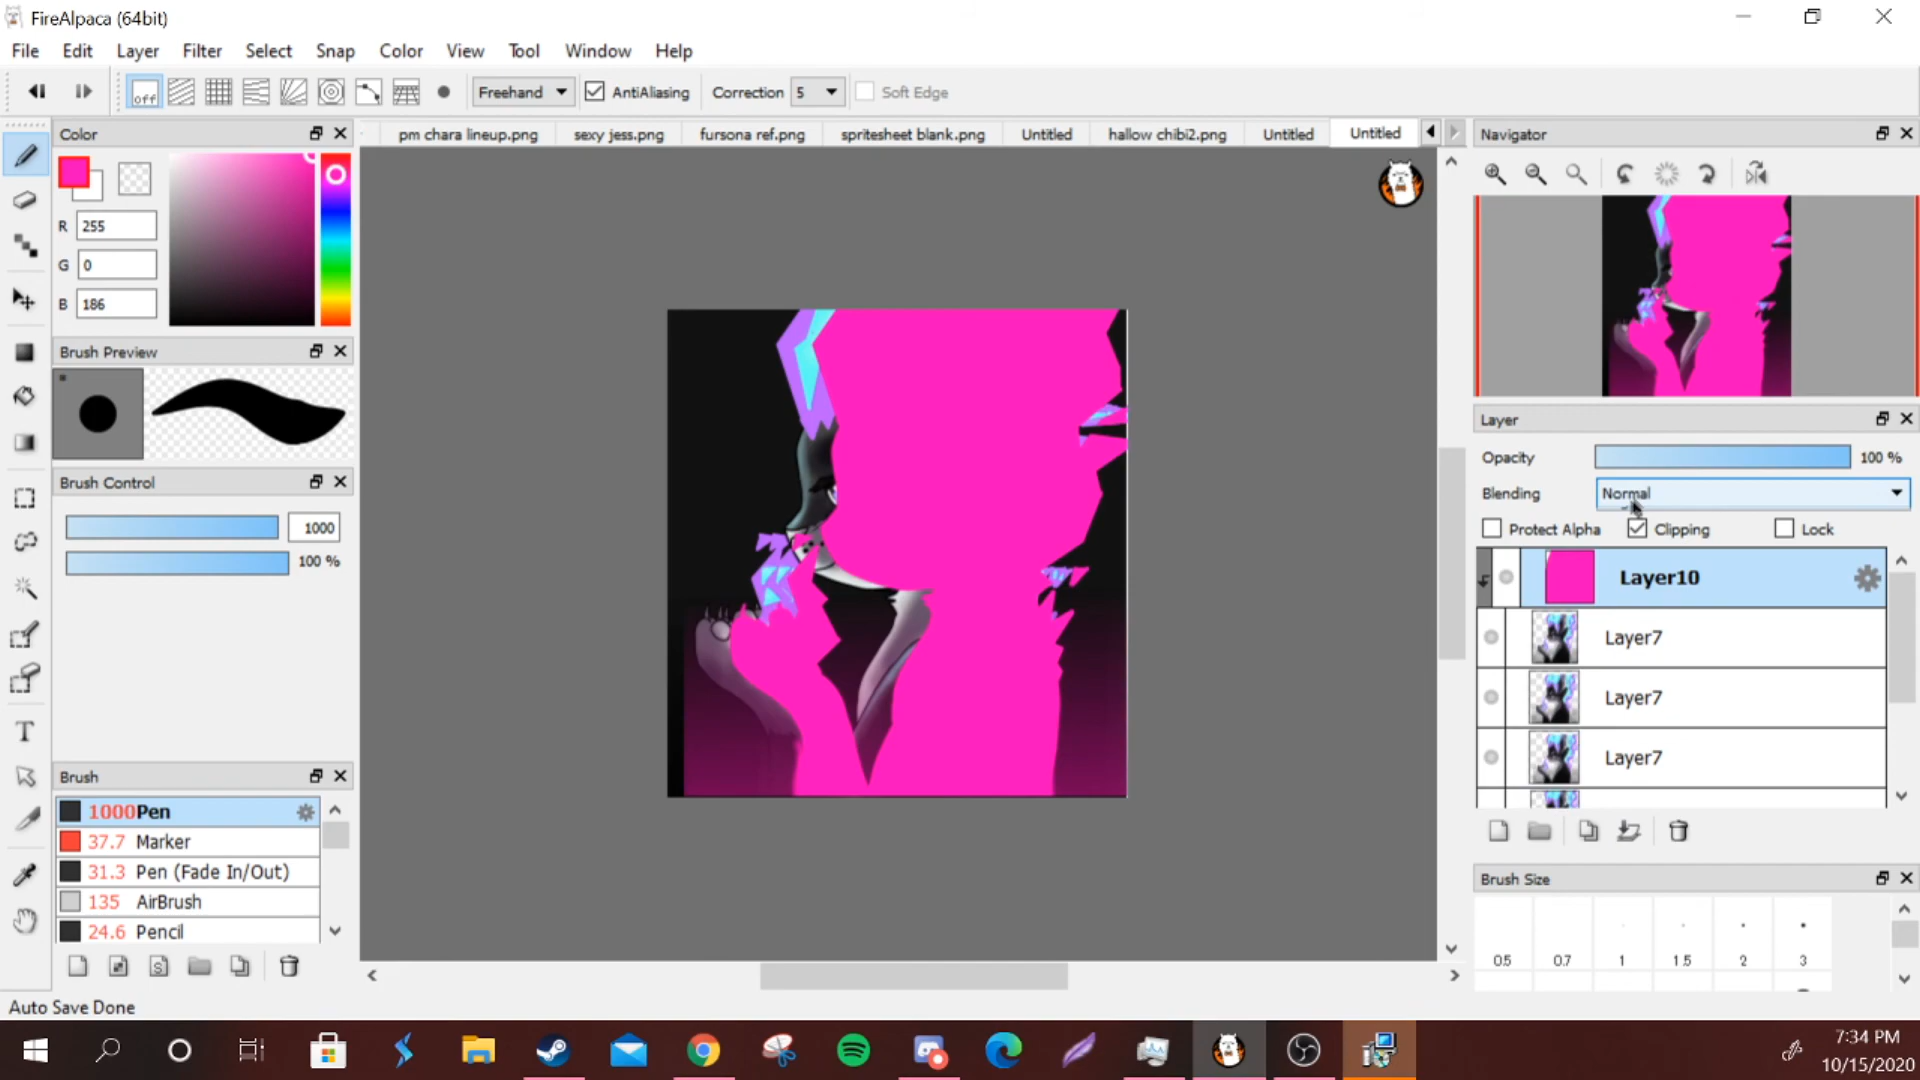 FireAlpaca (64bit)
File Edit Layer Filter Select Snap Color View Tool Window Help
off Freehand AntiAliasing Correction 5 Soft Edge
Color
pm chara lineup.png sexy jess.png fursona ref.png spritesheet blank.png Untitled hallow chibi2.png Untitled Untitled
Navigator
R 255
G 0
B 186
Brush Preview
Layer
Opacity 100 %
Blending Normal
Protect Alpha Clipping Lock
Brush Control
1000
100 %
Layer10
Layer7
Layer7
Layer7
Brush
1000 Pen
37.7 Marker
31.3 Pen (Fade In/Out)
135 AirBrush
24.6 Pencil
Brush Size
0.5 0.7 1 1.5 2 3
Auto Save Done
7:34 PM
10/15/2020